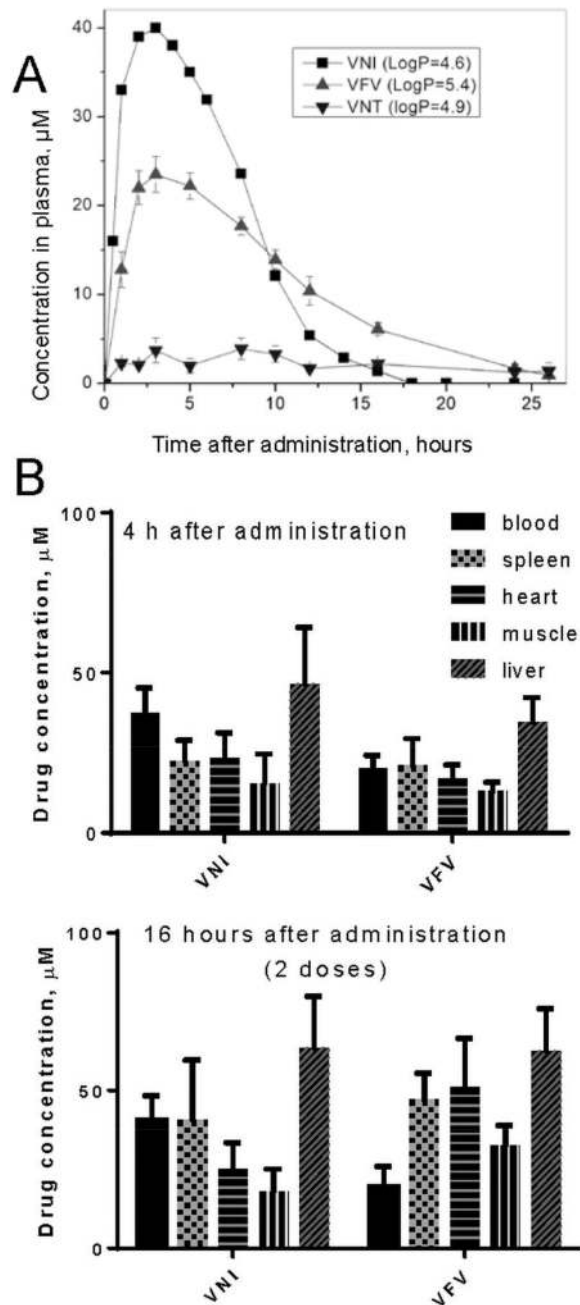 A
Concentration in plasma, µM
40
30
20
10
0
VNI (LogP=4.6)
VFV (LogP=5.4)
VNT (logP=4.9)
0 5 10 15 20 25
Time after administration, hours
B
Drug concentration, µM
100
50
0
4 h after administration
blood
spleen
heart
muscle
liver
VNI
VFV
Drug concentration, µM
100
50
0
16 hours after administration
(2 doses)
VNI
VFV